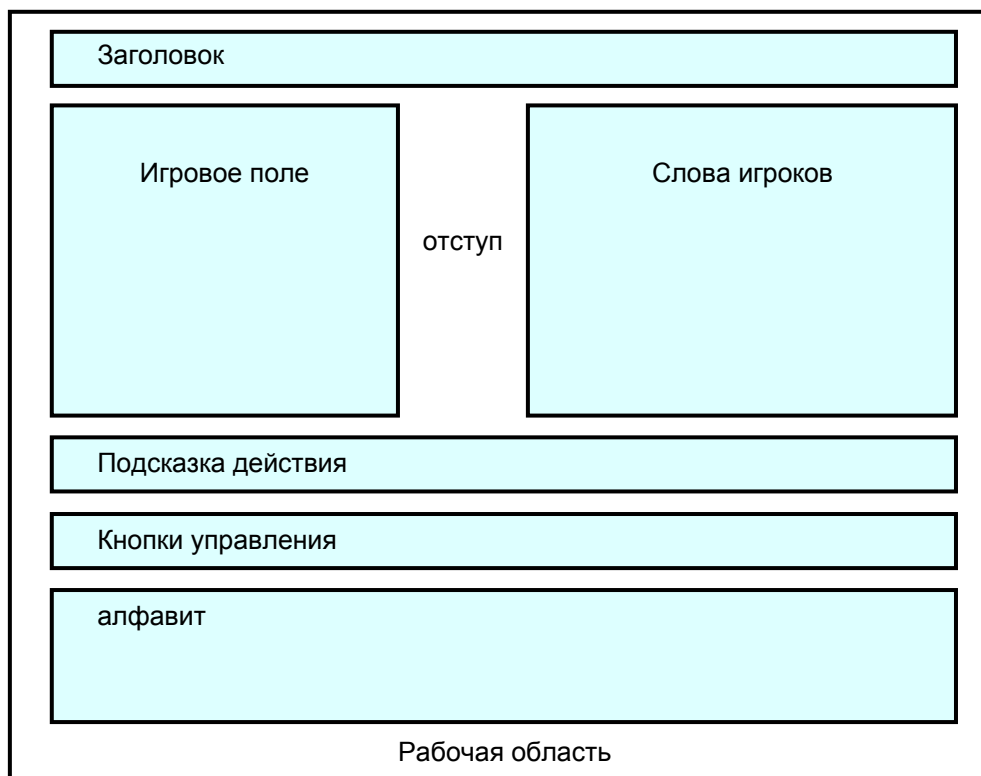 Заголовок
Игровое поле
Слова игроков
отступ
Подсказка действия
Кнопки управления
алфавит
Рабочая область